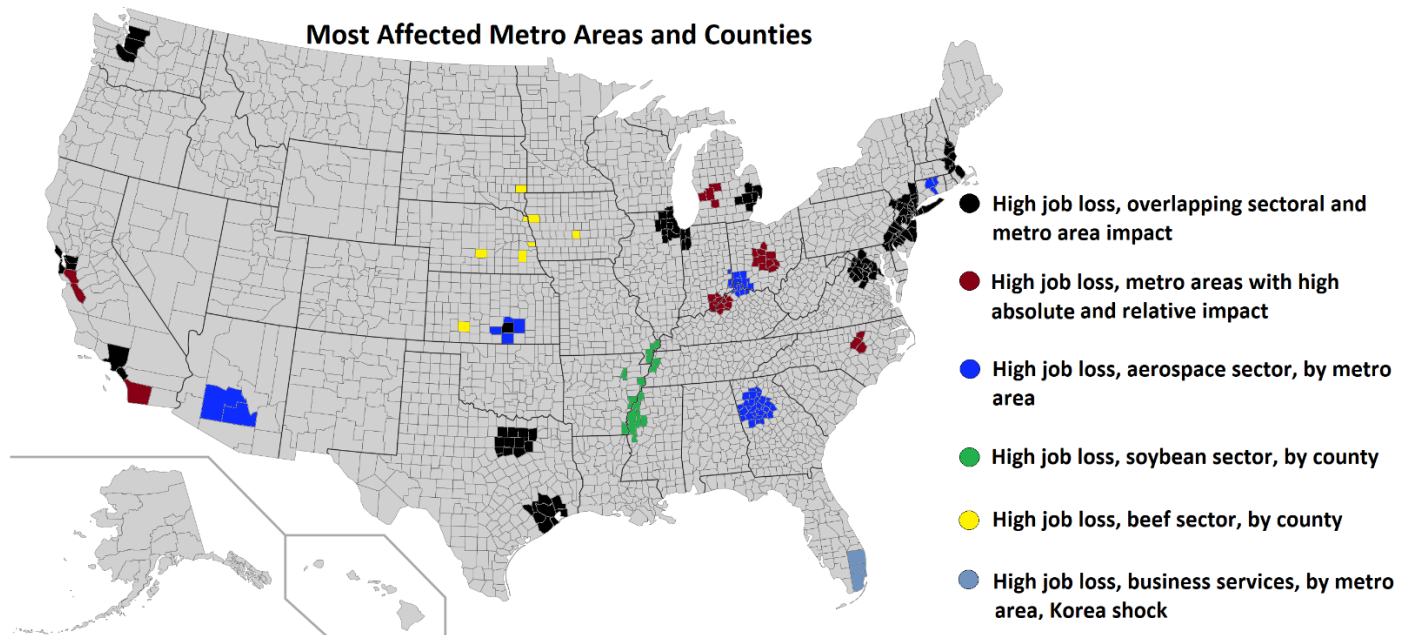 Most Affected Metro Areas and Counties
High job loss, overlapping sectoral and
metro area impact
High job loss, metro areas with high
absolute and relative impact
High job loss, aerospace sector, by metro
area
High job loss, soybean sector, by county
High job loss, beef sector, by county
High job loss, business services, by metro
area, Korea shock